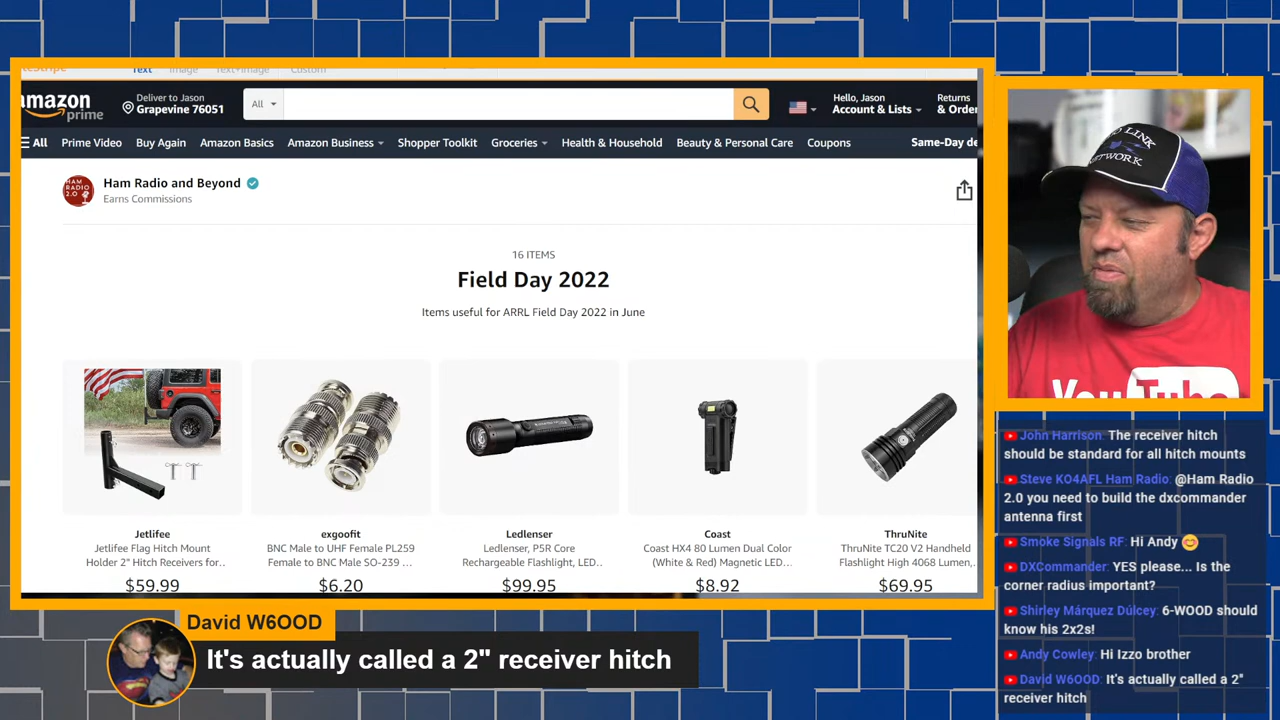 Text Image Text+Image Custom
amazon
prime
Deliver to Jason
Grapevine 76051
All
Hello, Jason
Account & Lists
Returns
& Orde
All Prime Video Buy Again Amazon Basics Amazon Business Shopper Toolkit Groceries Health & Household Beauty & Personal Care Coupons Same-Day de
HAM
RADIO
2.0
Ham Radio and Beyond
Earns Commissions
16 ITEMS
Field Day 2022
Items useful for ARRL Field Day 2022 in June
Jetlifee
Jetlifee Flag Hitch Mount
Holder 2" Hitch Receivers for..
$59.99
exgoofit
BNC Male to UHF Female PL259
Female to BNC Male SO-239 ...
$6.20
Ledlenser
Ledlenser, P5R Core
Rechargeable Flashlight, LED...
$99.95
Coast
Coast HX4 80 Lumen Dual Color
(White & Red) Magnetic LED...
$8.92
ThruNite
ThruNite TC20 V2 Handheld
Flashlight High 4068 Lumen,...
$69.95
LINK
TWORK
YouTube
John Harrison: The receiver hitch
should be standard for all hitch mounts
Steve KO4AFL Ham Radio: @Ham Radio
2.0 you need to build the dxcommander
antenna first
Smoke Signals RF: Hi Andy 😊
DXCommander: YES please... Is the
corner radius important?
Shirley Márquez Dúlcey: 6-WOOD should
know his 2x2s!
Andy Cowley: Hi Izzo brother
David W6OOD: It's actually called a 2"
receiver hitch
David W6OOD
It's actually called a 2" receiver hitch